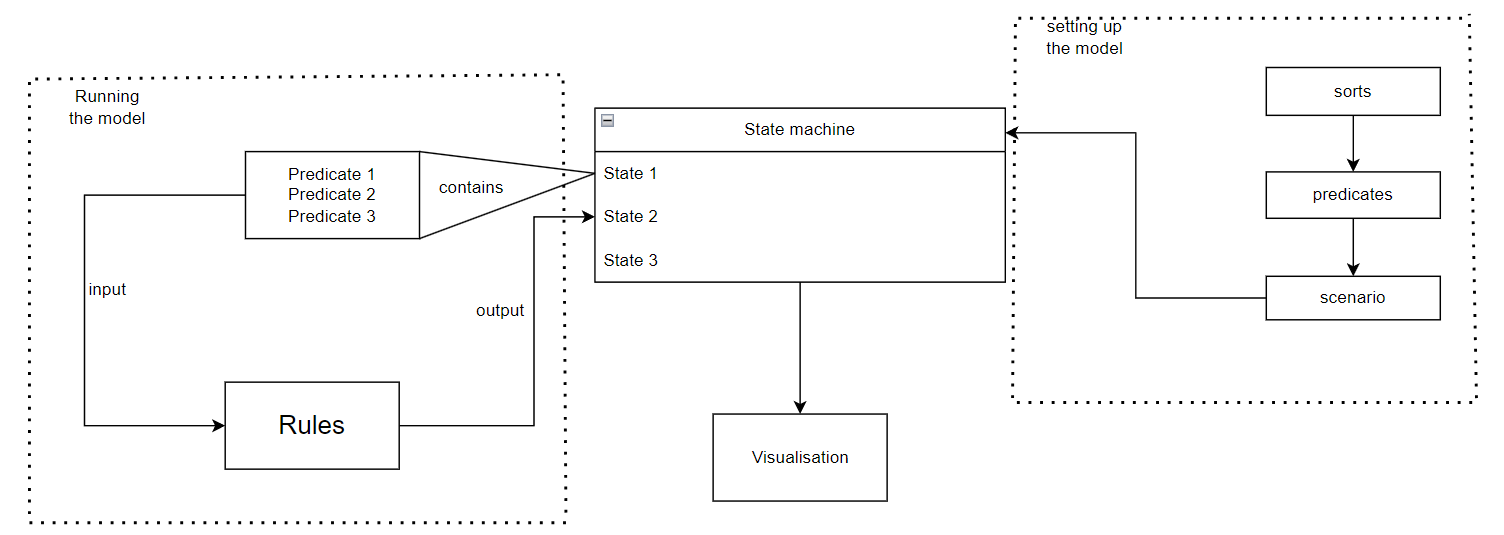 Running
the model
Predicate 1
Predicate 2
Predicate 3
contains
input
output
Rules
State machine
State 1
State 2
State 3
Visualisation
setting up
the model
sorts
predicates
scenario